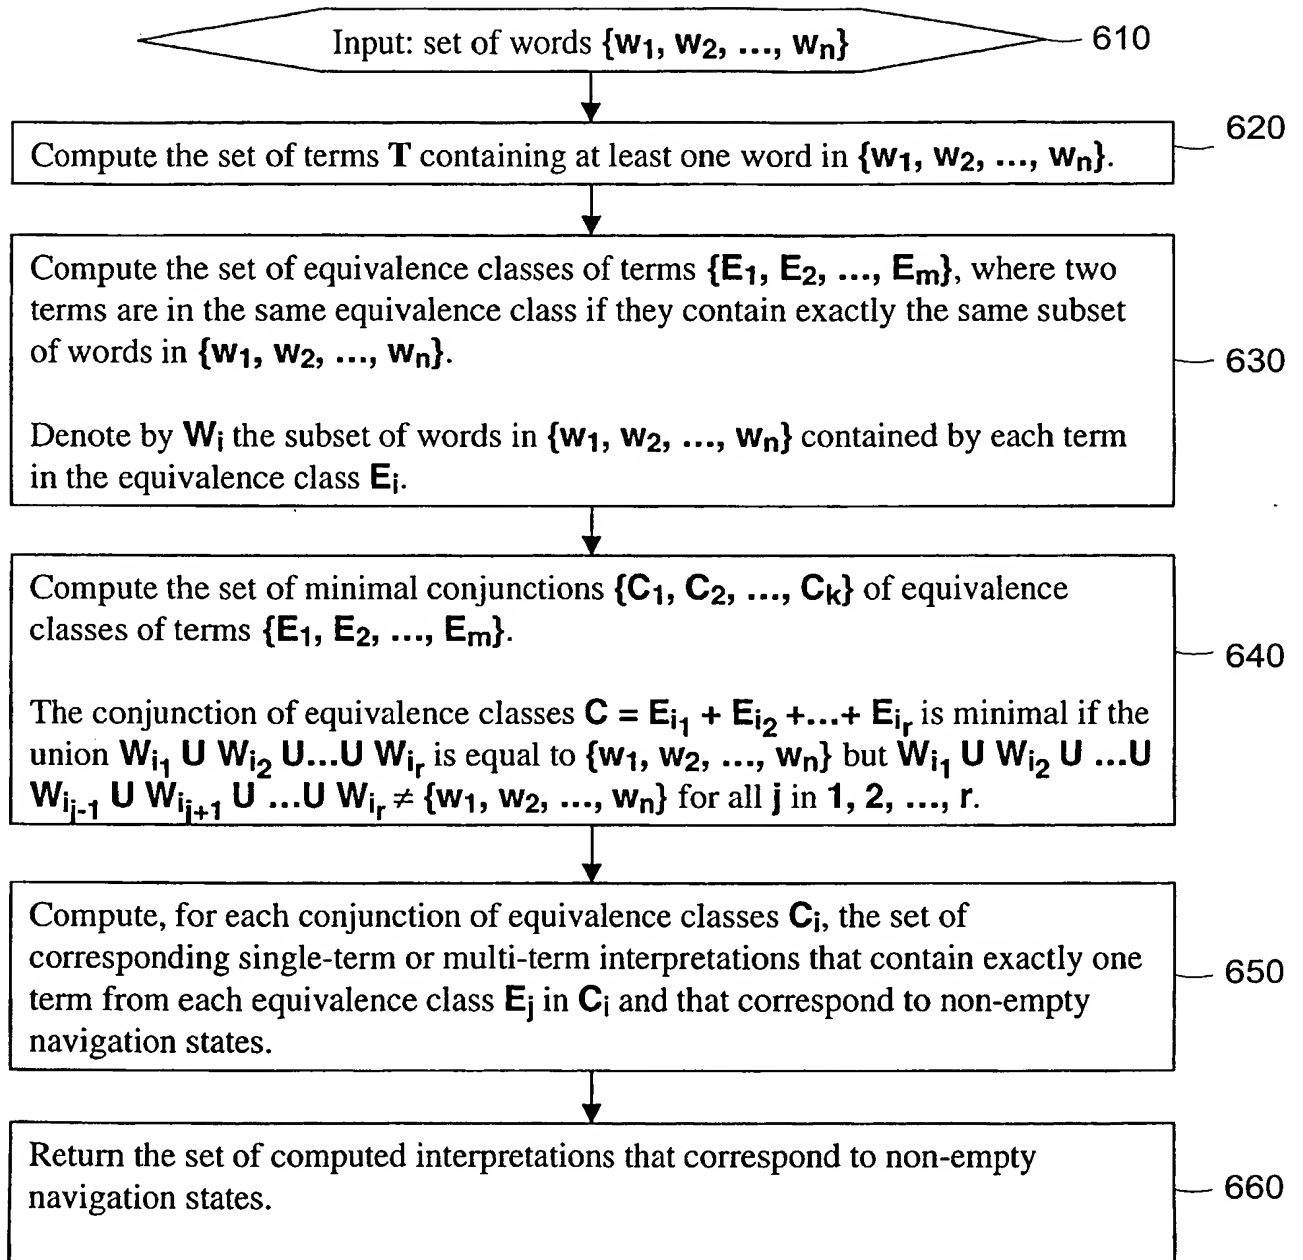 Input: set of words {w1, w2, ..., wn} 610
620
Compute the set of terms T containing at least one word in {w1, w2, ..., wn}.
Compute the set of equivalence classes of terms {E1, E2, ..., Em}, where two
terms are in the same equivalence class if they contain exactly the same subset
of words in {w1, w2, ..., wn}.
630
Denote by Wi the subset of words in {w1, w2, ..., wn} contained by each term
in the equivalence class Ei.
Compute the set of minimal conjunctions {C1, C2, ..., Ck} of equivalence
classes of terms {E1, E2, ..., Em}.
640
The conjunction of equivalence classes C = Ei1 + Ei2 +...+ Eir is minimal if the
union Wi1 U Wi2 U...U Wir is equal to {w1, w2, ..., wn} but Wi1 U Wi2 U ...U
Wij-1 U Wij+1 U ...U Wir ≠ {w1, w2, ..., wn} for all j in 1, 2, ..., r.
Compute, for each conjunction of equivalence classes Ci, the set of
corresponding single-term or multi-term interpretations that contain exactly one
650
term from each equivalence class Ej in Ci and that correspond to non-empty
navigation states.
Return the set of computed interpretations that correspond to non-empty
navigation states.
660